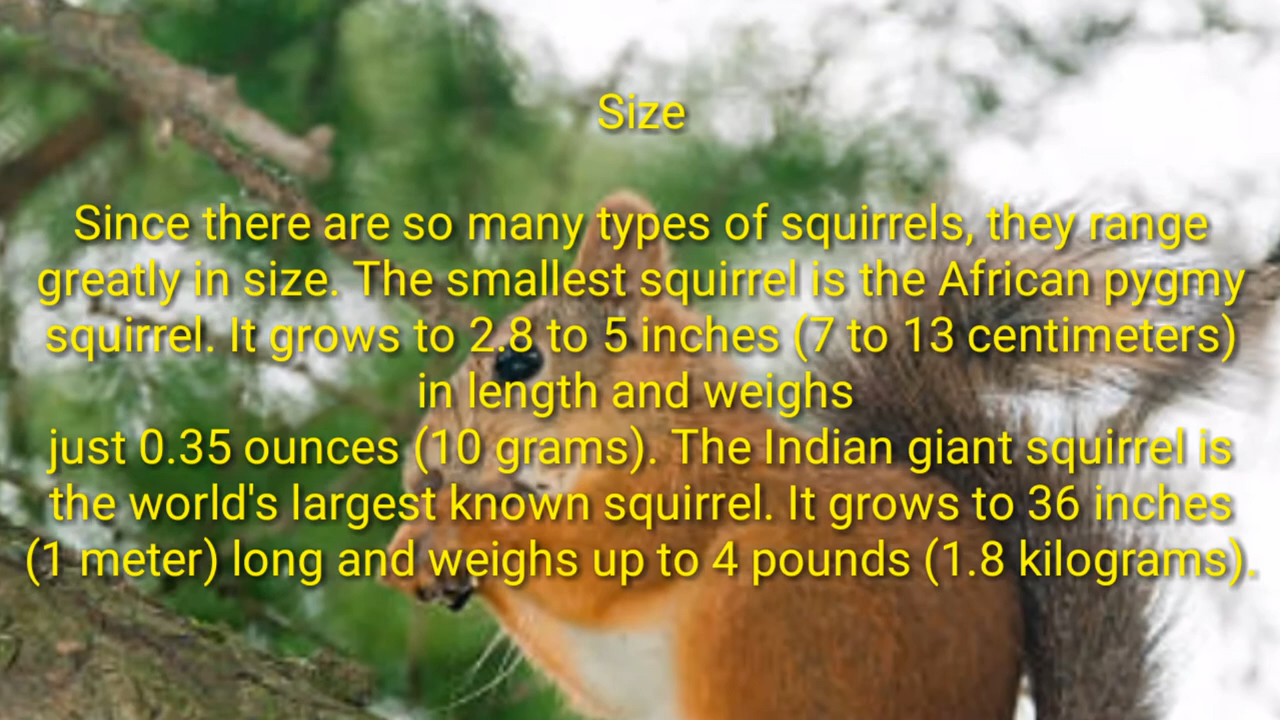 Size
Since there are so many types of squirrels, they range
greatly in size. The smallest squirrel is the African pygmy
squirrel. It grows to 2.8 to 5 inches (7 to 13 centimeters)
in length and weighs
just 0.35 ounces (10 grams). The Indian giant squirrel is
the world's largest known squirrel. It grows to 36 inches
(1 meter) long and weighs up to 4 pounds (1.8 kilograms).